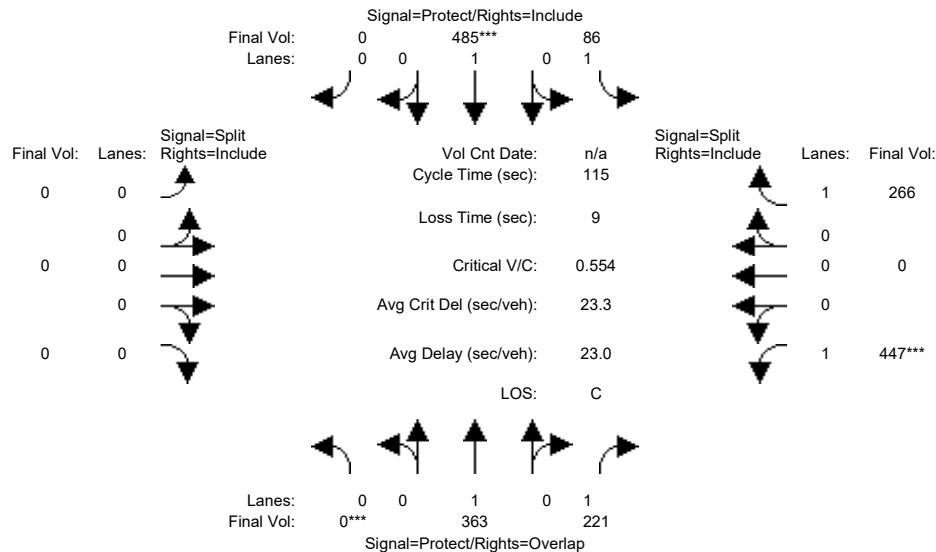 Signal=Protect/Rights=Include
Final Vol: 0 485*** 86
Lanes: 0 0 1 0 1
Signal=Split
Final Vol: Lanes: Rights=Include
Vol Cnt Date: n/a
Signal=Split
Rights=Include Lanes: Final Vol:
Cycle Time (sec): 115
0 0
1 266
Loss Time (sec): 9
0
0
0 0
Critical V/C: 0.554
0 0
0
Avg Crit Del (sec/veh): 23.3
0
0 0
Avg Delay (sec/veh): 23.0
1 447***
LOS: C
Lanes: 0 0 1 0 1
Final Vol: 0*** 363 221
Signal=Protect/Rights=Overlap